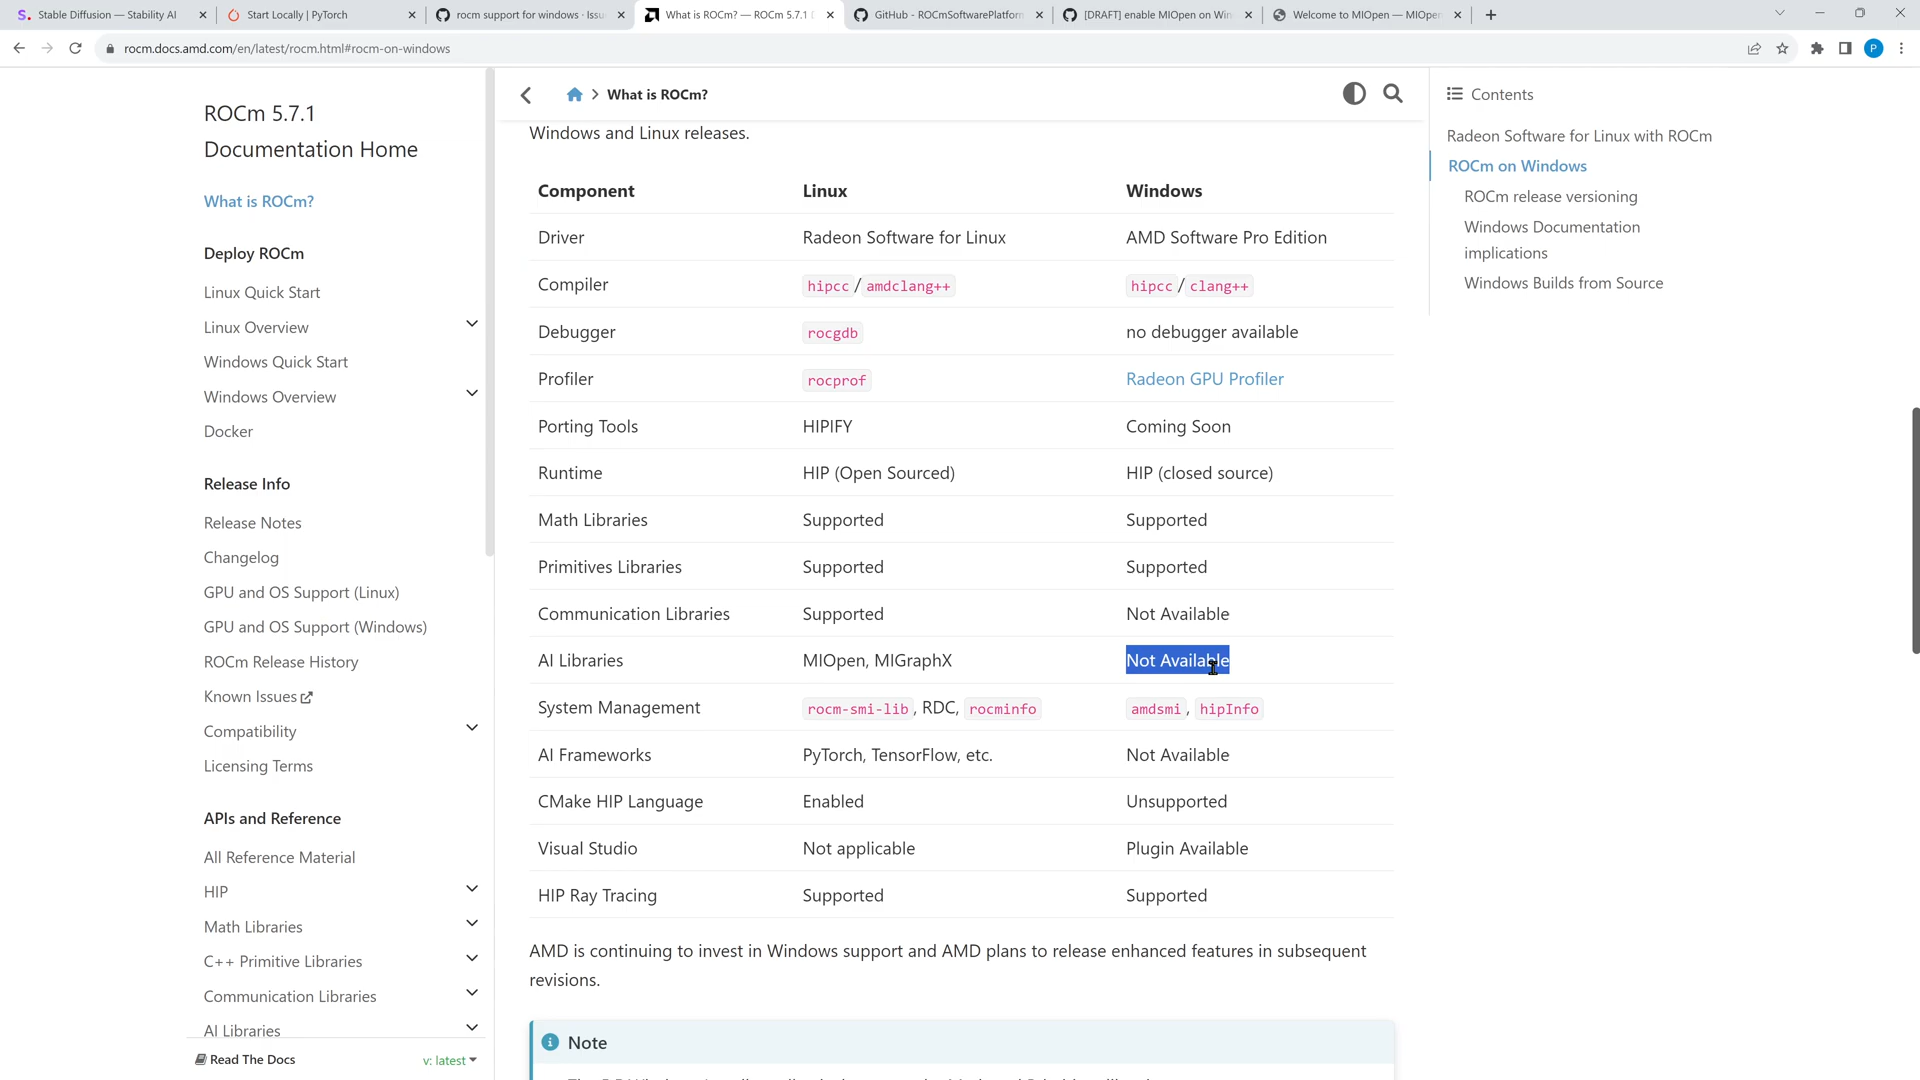 Stable Diffusion — Stability AI
Start Locally | PyTorch
rocm support for windows · Issu
What is ROCm? — ROCm 5.7.1
GitHub - ROCmSoftwarePlatform
[DRAFT] enable MIOpen on Win
Welcome to MIOpen — MIOpe
rocm.docs.amd.com/en/latest/rocm.html#rocm-on-windows
P
ROCm 5.7.1
Documentation Home
What is ROCm?
Deploy ROCm
Linux Quick Start
Linux Overview
Windows Quick Start
Windows Overview
Docker
Release Info
Release Notes
Changelog
GPU and OS Support (Linux)
GPU and OS Support (Windows)
ROCm Release History
Known Issues
Compatibility
Licensing Terms
APIs and Reference
All Reference Material
HIP
Math Libraries
C++ Primitive Libraries
Communication Libraries
AI Libraries
Read The Docs v: latest
What is ROCm?
Windows and Linux releases.
Component Linux Windows
Driver Radeon Software for Linux AMD Software Pro Edition
Compiler hipcc / amdclang++ hipcc / clang++
Debugger rocgdb no debugger available
Profiler rocprof Radeon GPU Profiler
Porting Tools HIPIFY Coming Soon
Runtime HIP (Open Sourced) HIP (closed source)
Math Libraries Supported Supported
Primitives Libraries Supported Supported
Communication Libraries Supported Not Available
AI Libraries MIOpen, MIGraphX Not Available
System Management rocm-smi-lib, RDC, rocminfo amdsmi, hipInfo
AI Frameworks PyTorch, TensorFlow, etc. Not Available
CMake HIP Language Enabled Unsupported
Visual Studio Not applicable Plugin Available
HIP Ray Tracing Supported Supported
AMD is continuing to invest in Windows support and AMD plans to release enhanced features in subsequent
revisions.
Note
Contents
Radeon Software for Linux with ROCm
ROCm on Windows
ROCm release versioning
Windows Documentation
implications
Windows Builds from Source